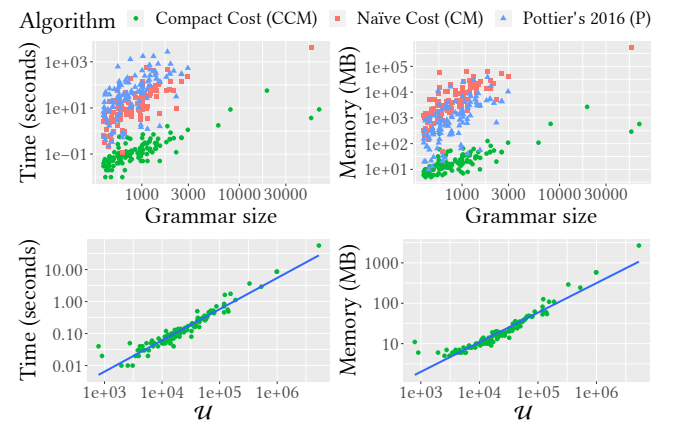 Algorithm Compact Cost (CCM) Naïve Cost (CM) Pottier's 2016 (P)
Time (seconds)
1e+03
1e+01
1e−01
1000 3000 10000 30000
Grammar size
Memory (MB)
1e+05
1e+04
1e+03
1e+02
1e+01
1000 3000 10000 30000
Grammar size
Time (seconds)
10.00
1.00
0.10
0.01
1e+03 1e+04 1e+05 1e+06
𝒰
Memory (MB)
1000
100
10
1e+03 1e+04 1e+05 1e+06
𝒰